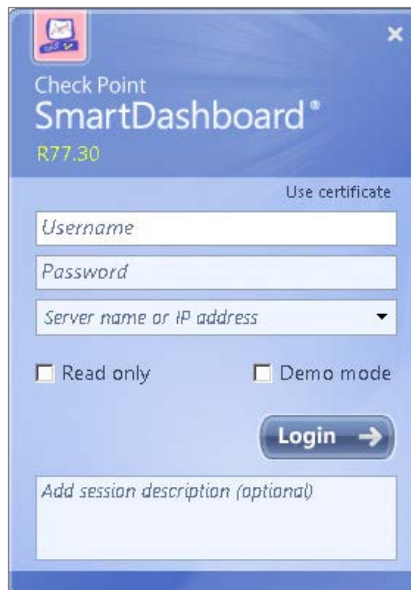 Check Point
SmartDashboard®
R77.30
Use certificate
Username
Password
Server name or IP address
Read only
Demo mode
Login
Add session description (optional)